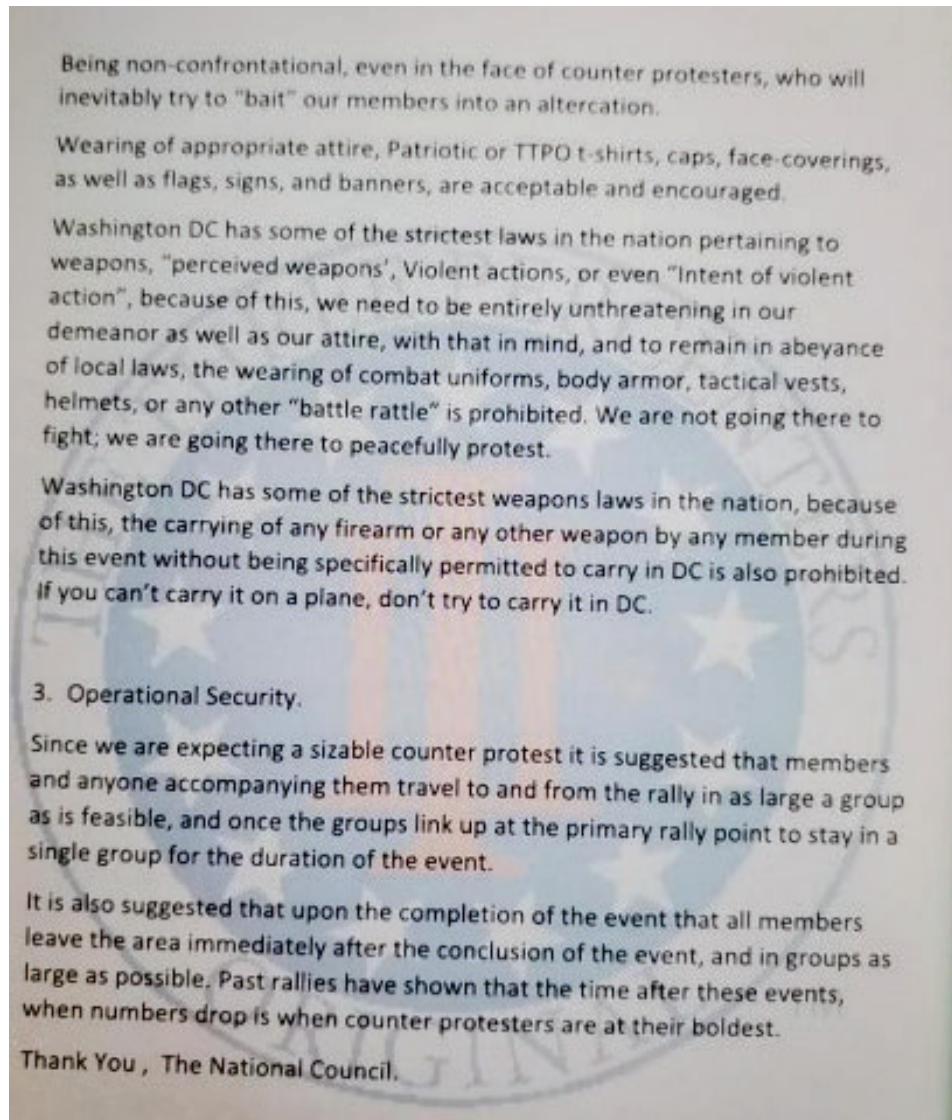 Being non-confrontational, even in the face of counter protesters, who will
inevitably try to "bait" our members into an altercation.
Wearing of appropriate attire, Patriotic or TTPO t-shirts, caps, face-coverings,
as well as flags, signs, and banners, are acceptable and encouraged.
Washington DC has some of the strictest laws in the nation pertaining to
weapons, "perceived weapons', Violent actions, or even "Intent of violent
action", because of this, we need to be entirely unthreatening in our
demeanor as well as our attire, with that in mind, and to remain in abeyance
of local laws, the wearing of combat uniforms, body armor, tactical vests,
helmets, or any other "battle rattle" is prohibited. We are not going there to
fight; we are going there to peacefully protest.
Washington DC has some of the strictest weapons laws in the nation, because
of this, the carrying of any firearm or any other weapon by any member during
this event without being specifically permitted to carry in DC is also prohibited.
If you can't carry it on a plane, don't try to carry it in DC.
3. Operational Security.
Since we are expecting a sizable counter protest it is suggested that members
and anyone accompanying them travel to and from the rally in as large a group
as is feasible, and once the groups link up at the primary rally point to stay in a
single group for the duration of the event.
It is also suggested that upon the completion of the event that all members
leave the area immediately after the conclusion of the event, and in groups as
large as possible. Past rallies have shown that the time after these events,
when numbers drop is when counter protesters are at their boldest.
Thank You , The National Council.